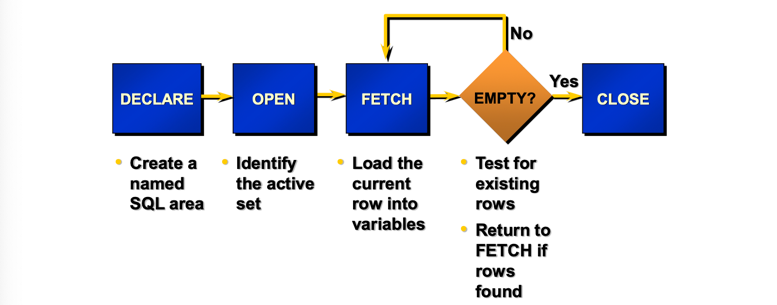 No
DECLARE
OPEN
FETCH
EMPTY?
Yes
CLOSE
• Create a
named
SQL area
• Identify
the active
set
• Load the
current
row into
variables
• Test for
existing
rows
• Return to
FETCH if
rows
found